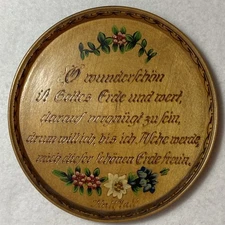 O wunderschön
ist Gottes Erde und wert,
darauf vergnügt zu sein,
drum will ich, bis ich Asche werde,
mich dieser schönen Erde freun.